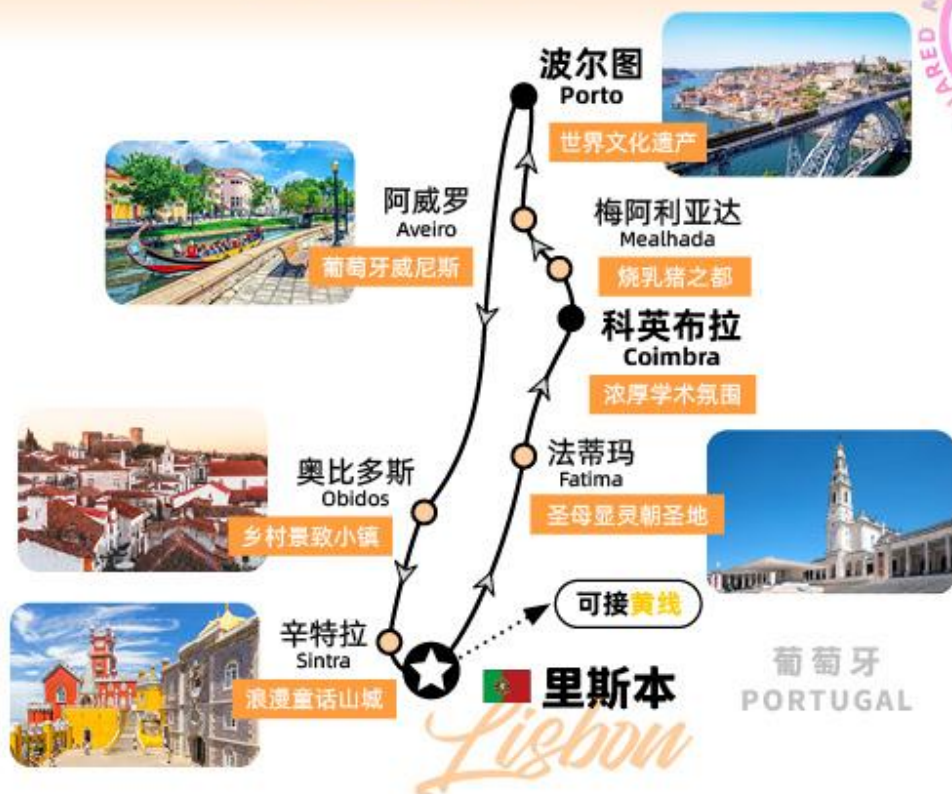 ARED A
波尔图
Porto
世界文化遗产
阿威罗
Aveiro
葡萄牙威尼斯
梅阿利亚达
Mealhada
烧乳猪之都
科英布拉
Coimbra
浓厚学术氛围
奥比多斯
Obidos
乡村景致小镇
法蒂玛
Fatima
圣母显灵朝圣地
可接黄线
辛特拉
Sintra
浪漫童话山城
里斯本
Lisbon
葡萄牙
PORTUGAL